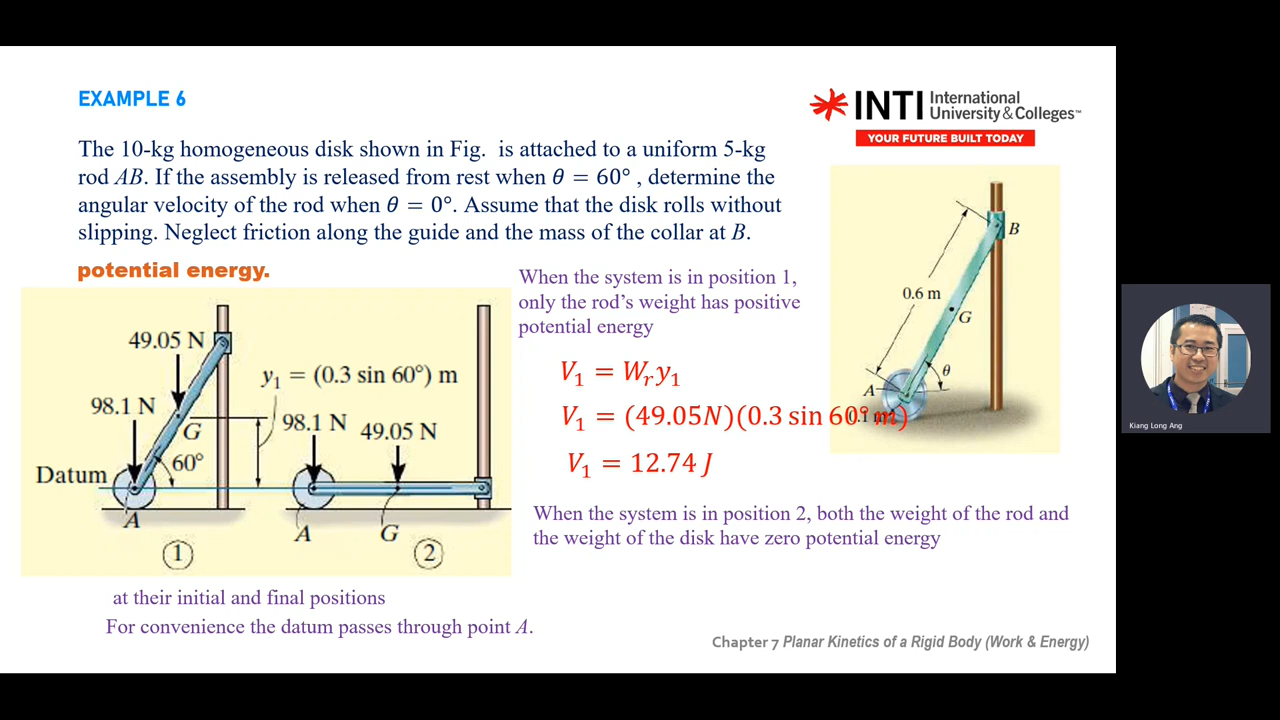 EXAMPLE 6
INTI International
University & Colleges™
YOUR FUTURE BUILT TODAY
The 10-kg homogeneous disk shown in Fig. is attached to a uniform 5-kg
rod AB. If the assembly is released from rest when θ = 60°, determine the
angular velocity of the rod when θ = 0°. Assume that the disk rolls without
slipping. Neglect friction along the guide and the mass of the collar at B.
potential energy.
49.05 N
y₁ = (0.3 sin 60°) m
98.1 N
G
60°
Datum
A
①
98.1 N
49.05 N
A
G
②
When the system is in position 1,
only the rod's weight has positive
potential energy
V₁ = Wᵣy₁
V₁ = (49.05N)(0.3 sin 60° m)
V₁ = 12.74 J
B
0.6 m
G
θ
A
0.1 m
When the system is in position 2, both the weight of the rod and
the weight of the disk have zero potential energy
at their initial and final positions
For convenience the datum passes through point A.
Chapter 7 Planar Kinetics of a Rigid Body (Work & Energy)
Kiang Long Ang